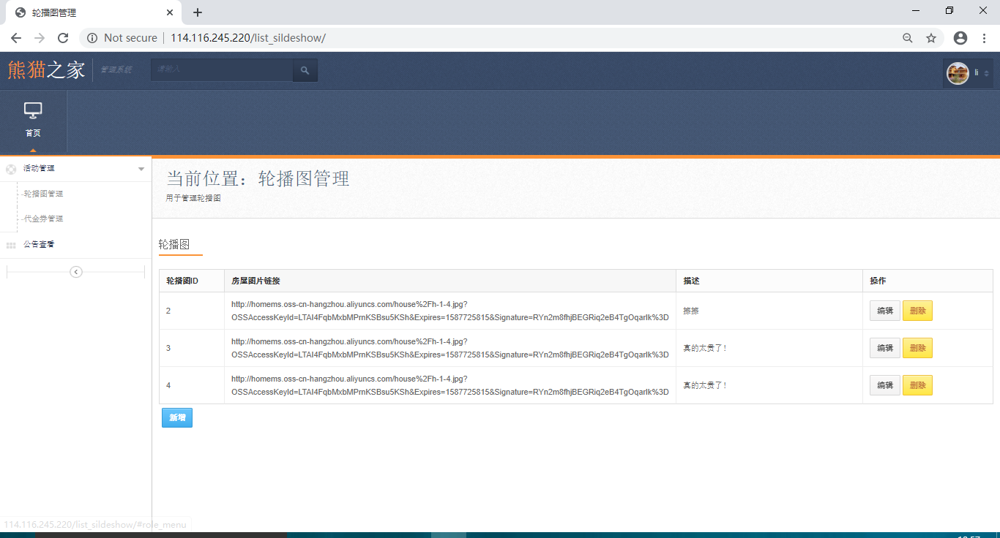 轮播图管理
Not secure
114.116.245.220/list_sildeshow/
熊猫之家
管理系统
请输入
li
首页
活动管理
轮播图管理
代金券管理
公告查看
当前位置：轮播图管理
用于管理轮播图
轮播图
轮播图ID 房屋图片链接 描述 操作
2 http://homems.oss-cn-hangzhou.aliyuncs.com/house%2Fh-1-4.jpg?
OSSAccessKeyId=LTAI4FqbMxbMPrnKSBsu5KSh&Expires=1587725815&Signature=RYn2m8fhjBEGRiq2eB4TgOqarIk%3D
擦擦 编辑 删除
3 http://homems.oss-cn-hangzhou.aliyuncs.com/house%2Fh-1-4.jpg?
OSSAccessKeyId=LTAI4FqbMxbMPrnKSBsu5KSh&Expires=1587725815&Signature=RYn2m8fhjBEGRiq2eB4TgOqarIk%3D
真的太贵了！ 编辑 删除
4 http://homems.oss-cn-hangzhou.aliyuncs.com/house%2Fh-1-4.jpg?
OSSAccessKeyId=LTAI4FqbMxbMPrnKSBsu5KSh&Expires=1587725815&Signature=RYn2m8fhjBEGRiq2eB4TgOqarIk%3D
真的太贵了！ 编辑 删除
新增
114.116.245.220/list_sildeshow/#role_menu